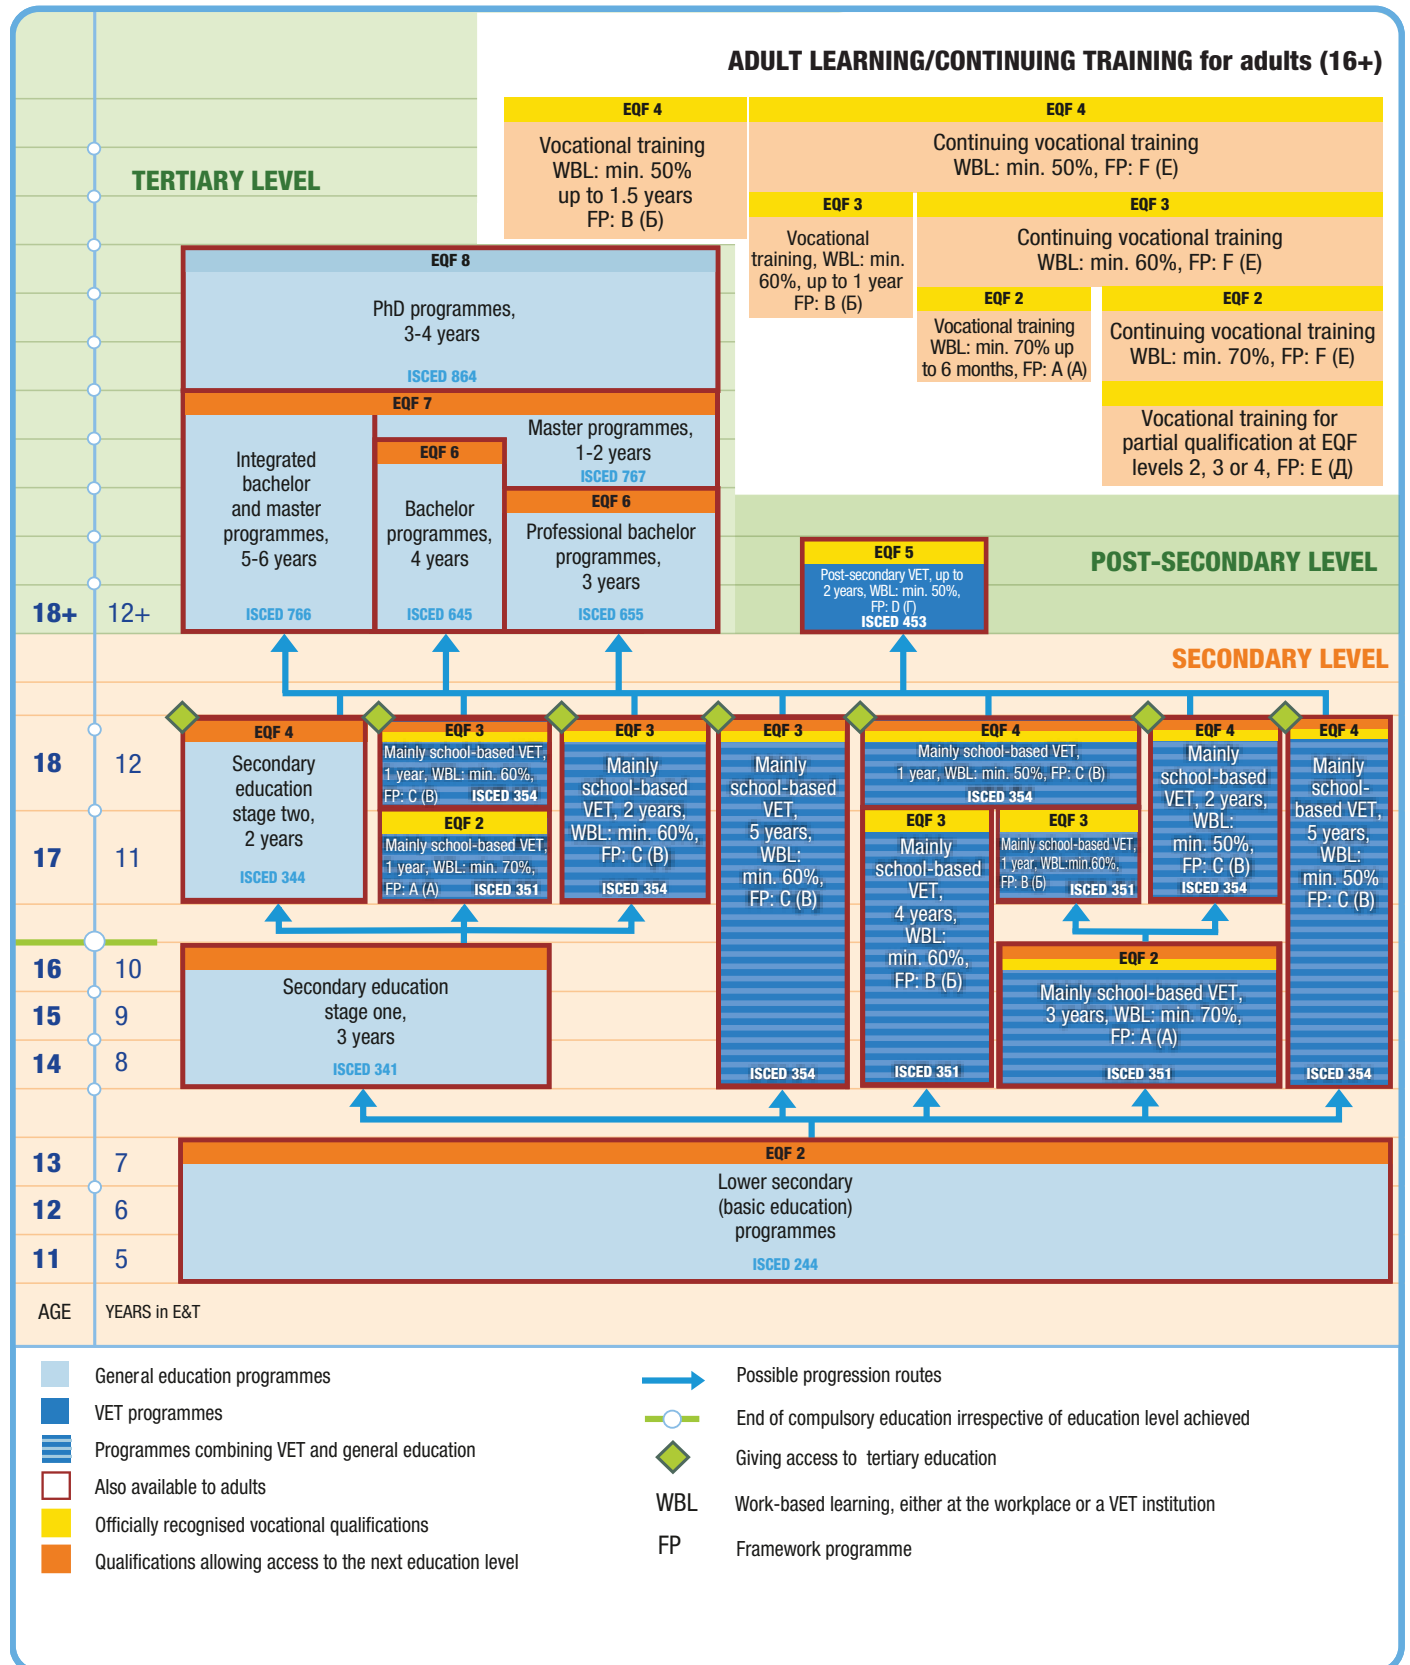 ADULT LEARNING/CONTINUING TRAINING for adults (16+)
EQF 4
Vocational training
WBL: min. 50%
up to 1.5 years
FP: B (Б)
EQF 4
Continuing vocational training
WBL: min. 50%, FP: F (E)
EQF 3
Vocational
training, WBL: min.
60%, up to 1 year
FP: B (Б)
EQF 3
Continuing vocational training
WBL: min. 60%, FP: F (E)
EQF 2
Vocational training
WBL: min. 70% up
to 6 months, FP: A (A)
EQF 2
Continuing vocational training
WBL: min. 70%, FP: F (E)
Vocational training for
partial qualification at EQF
levels 2, 3 or 4, FP: E (Д)
TERTIARY LEVEL
EQF 8
PhD programmes,
3-4 years
ISCED 864
EQF 7
Integrated
bachelor
and master
programmes,
5-6 years
ISCED 766
Master programmes,
1-2 years
ISCED 767
EQF 6
Bachelor
programmes,
4 years
ISCED 645
EQF 6
Professional bachelor
programmes,
3 years
ISCED 655
POST-SECONDARY LEVEL
EQF 5
Post-secondary VET, up to
2 years, WBL: min. 50%,
FP: D (Г)
ISCED 453
18+ 12+
SECONDARY LEVEL
18 12
17 11
EQF 4
Secondary
education
stage two,
2 years
ISCED 344
EQF 3
Mainly school-based VET,
1 year, WBL: min. 60%,
FP: C (B) ISCED 354
EQF 2
Mainly school-based VET,
1 year, WBL: min. 70%,
FP: A (A) ISCED 351
EQF 3
Mainly
school-based
VET, 2 years,
WBL: min. 60%,
FP: C (B)
ISCED 354
EQF 3
Mainly
school-based
VET,
5 years,
WBL:
min. 60%,
FP: C (B)
ISCED 354
EQF 4
Mainly school-based VET,
1 year, WBL: min. 50%, FP: C (B)
ISCED 354
EQF 3
Mainly
school-based
VET,
4 years,
WBL:
min. 60%,
FP: B (Б)
ISCED 351
EQF 3
Mainly school-based VET,
1 year, WBL:min.60%,
FP: B (Б) ISCED 351
EQF 4
Mainly
school-based
VET, 2 years,
WBL:
min. 50%,
FP: C (B)
ISCED 354
EQF 4
Mainly
school-
based VET,
5 years,
WBL:
min. 50%
FP: C (B)
ISCED 354
16 10
15 9
14 8
Secondary education
stage one,
3 years
ISCED 341
EQF 2
Mainly school-based VET,
3 years, WBL: min. 70%,
FP: A (A)
ISCED 351
13 7
12 6
11 5
EQF 2
Lower secondary
(basic education)
programmes
ISCED 244
AGE YEARS in E&T
General education programmes
VET programmes
Programmes combining VET and general education
Also available to adults
Officially recognised vocational qualifications
Qualifications allowing access to the next education level
Possible progression routes
End of compulsory education irrespective of education level achieved
Giving access to tertiary education
WBL Work-based learning, either at the workplace or a VET institution
FP Framework programme